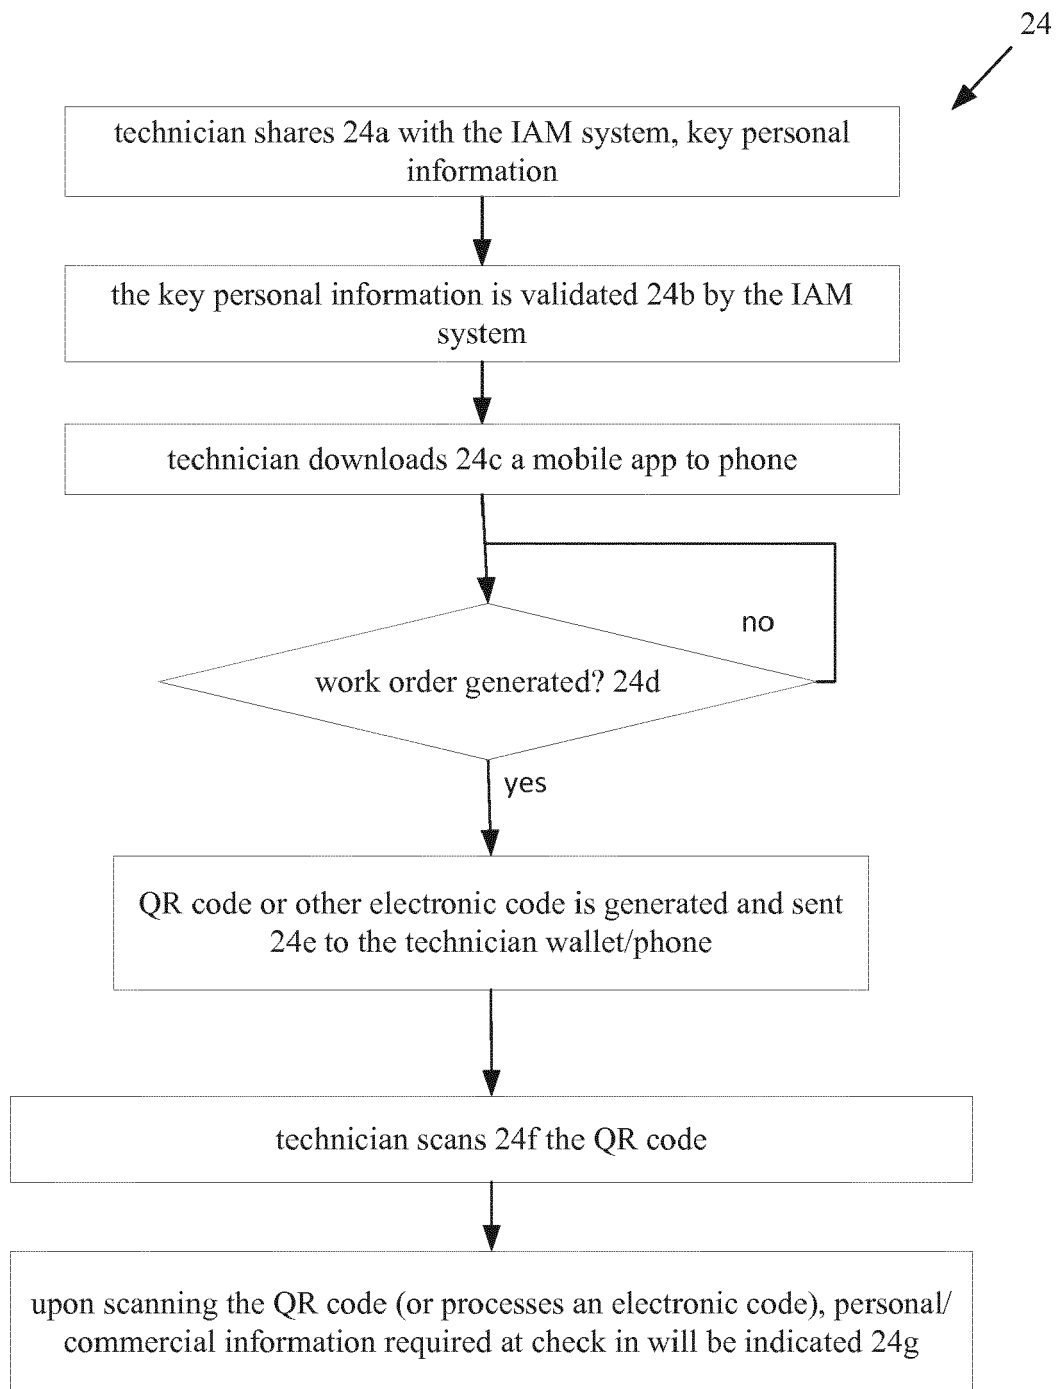 24
technician shares 24a with the IAM system, key personal
information
the key personal information is validated 24b by the IAM
system
technician downloads 24c a mobile app to phone
no
work order generated? 24d
yes
QR code or other electronic code is generated and sent
24e to the technician wallet/phone
technician scans 24f the QR code
upon scanning the QR code (or processes an electronic code), personal/
commercial information required at check in will be indicated 24g